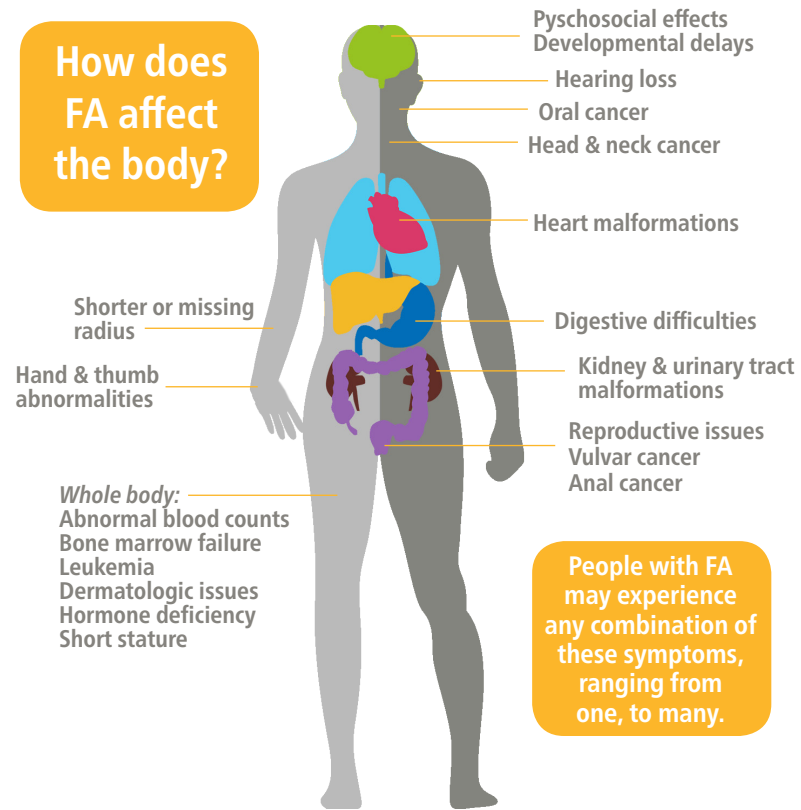 How does
FA affect
the body?
Pyschosocial effects
Developmental delays
Hearing loss
Oral cancer
Head & neck cancer
Heart malformations
Shorter or missing
radius
Digestive difficulties
Hand & thumb
abnormalities
Kidney & urinary tract
malformations
Reproductive issues
Vulvar cancer
Anal cancer
Whole body:
Abnormal blood counts
Bone marrow failure
Leukemia
Dermatologic issues
Hormone deficiency
Short stature
People with FA
may experience
any combination of
these symptoms,
ranging from
one, to many.